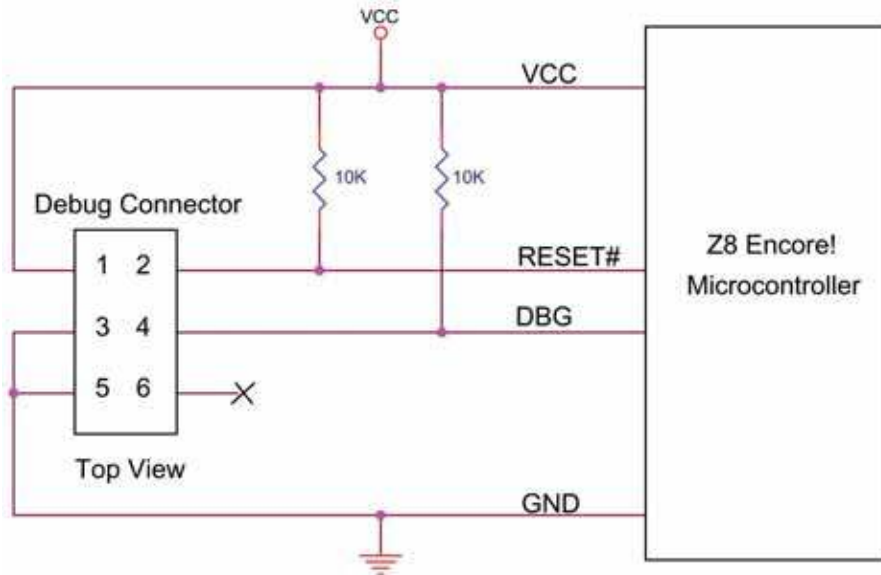 VCC
VCC
10K 10K
Debug Connector
1 2
RESET#
Z8 Encore!
Microcontroller
3 4
DBG
5 6
Top View
GND